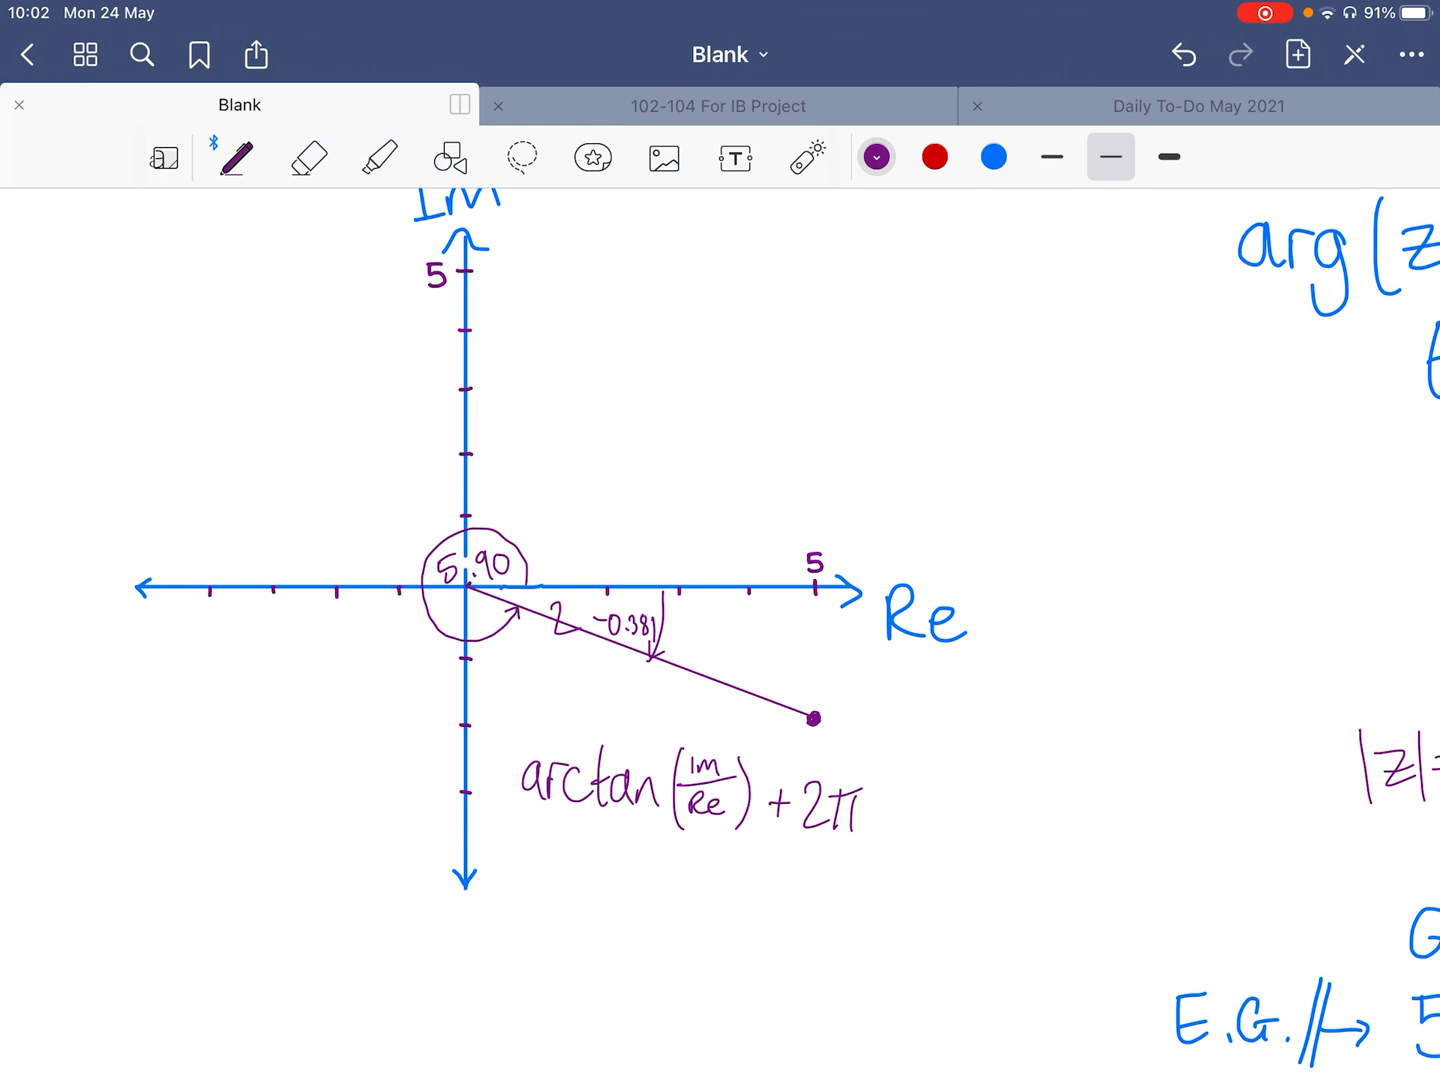 10:02 Mon 24 May
91%
Blank
Blank
102-104 For IB Project
Daily To-Do May 2021
T
Im
5
arg(z
5.90
5
Re
z
-0.381
arctan(Im/Re) + 2π
|z|=
G
E.G.//→ 5